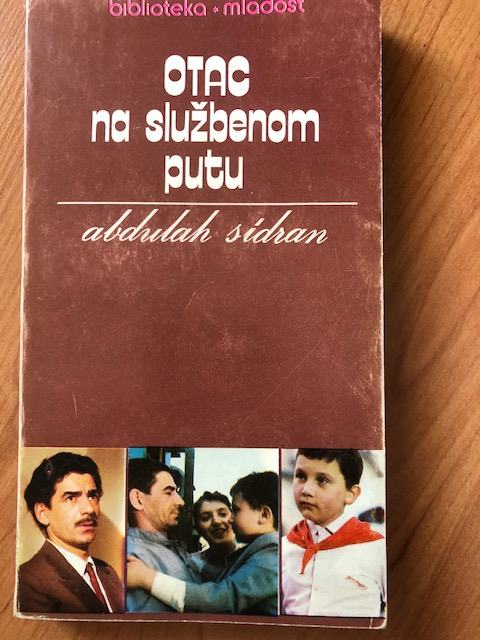 biblioteka * mladost
OTAC
na službenom
putu
abdulah sidran